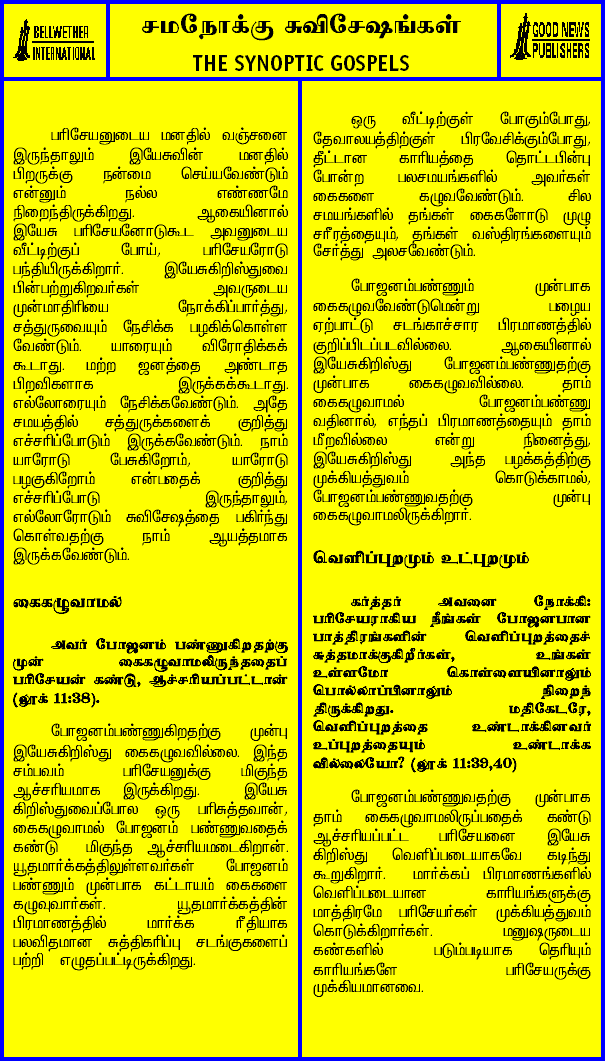 BELLWETHER
INTERNATIONAL
சமநோக்கு சுவிசேஷங்கள்
THE SYNOPTIC GOSPELS
GOOD NEWS
PUBLISHERS
பரிசேயனுடைய மனதில் வஞ்சனை
இருந்தாலும் இயேசுவின் மனதில்
பிறருக்கு நன்மை செய்யவேண்டும்
என்னும் நல்ல எண்ணமே
நிறைந்திருக்கிறது. ஆகையினால்
இயேசு பரிசேயனோடுகூட அவனுடைய
வீட்டிற்குப் போய், பரிசேயரோடு
பந்தியிருக்கிறார். இயேசுகிறிஸ்துவை
பின்பற்றுகிறவர்கள் அவருடைய
முன்மாதிரியை நோக்கிப்பார்த்து,
சத்துருவையும் நேசிக்க பழகிக்கொள்ள
வேண்டும். யாரையும் விரோதிக்கக்
கூடாது. மற்ற ஜனத்தை அண்டாத
பிறவிகளாக இருக்கக்கூடாது.
எல்லோரையும் நேசிக்கவேண்டும். அதே
சமயத்தில் சத்துருக்களைக் குறித்து
எச்சரிப்போடும் இருக்கவேண்டும். நாம்
யாரோடு பேசுகிறோம், யாரோடு
பழகுகிறோம் என்பதைக் குறித்து
எச்சரிப்போடு இருந்தாலும்,
எல்லோரோடும் சுவிசேஷத்தை பகிர்ந்து
கொள்வதற்கு நாம் ஆயத்தமாக
இருக்கவேண்டும்.
கைகழுவாமல்
அவர் போஜனம் பண்ணுகிறதற்கு
முன் கைகழுவாமலிருந்ததைப்
பரிசேயன் கண்டு, ஆச்சரியப்பட்டான்
(லூக் 11:38).
போஜனம்பண்ணுகிறதற்கு முன்பு
இயேசுகிறிஸ்து கைகழுவவில்லை. இந்த
சம்பவம் பரிசேயனுக்கு மிகுந்த
ஆச்சரியமாக இருக்கிறது. இயேசு
கிறிஸ்துவைப்போல ஒரு பரிசுத்தவான்,
கைகழுவாமல் போஜனம் பண்ணுவதைக்
கண்டு மிகுந்த ஆச்சரியமடைகிறான்.
யூதமார்க்கத்திலுள்ளவர்கள் போஜனம்
பண்ணும் முன்பாக கட்டாயம் கைகளை
கழுவுவார்கள். யூதமார்க்கத்தின்
பிரமாணத்தில் மார்க்க ரீதியாக
பலவிதமான சுத்திகரிப்பு சடங்குகளைப்
பற்றி எழுதப்பட்டிருக்கிறது.
ஒரு வீட்டிற்குள் போகும்போது,
தேவாலயத்திற்குள் பிரவேசிக்கும்போது,
தீட்டான காரியத்தை தொட்டபின்பு
போன்ற பலசமயங்களில் அவர்கள்
கைகளை கழுவவேண்டும். சில
சமயங்களில் தங்கள் கைகளோடு முழு
சரீரத்தையும், தங்கள் வஸ்திரங்களையும்
சேர்த்து அலசவேண்டும்.
போஜனம்பண்ணும் முன்பாக
கைகழுவவேண்டுமென்று பழைய
ஏற்பாட்டு சடங்காச்சார பிரமாணத்தில்
குறிப்பிடப்படவில்லை. ஆகையினால்
இயேசுகிறிஸ்து போஜனம்பண்ணுதற்கு
முன்பாக கைகழுவவில்லை. தாம்
கைகழுவாமல் போஜனம்பண்ணு
வதினால், எந்தப் பிரமாணத்தையும் தாம்
மீறவில்லை என்று நினைத்து,
இயேசுகிறிஸ்து அந்த பழக்கத்திற்கு
முக்கியத்துவம் கொடுக்காமல்,
போஜனம்பண்ணுவதற்கு முன்பு
கைகழுவாமலிருக்கிறார்.
வெளிப்புறமும் உட்புறமும்
கர்த்தர் அவனை நோக்கி:
பரிசேயராகிய நீங்கள் போஜனபான
பாத்திரங்களின் வெளிப்புறத்தைச்
சுத்தமாக்குகிறீர்கள், உங்கள்
உள்ளமோ கொள்ளையினாலும்
பொல்லாப்பினாலும் நிறைந்
திருக்கிறது. மதிகேடரே,
வெளிப்புறத்தை உண்டாக்கினவர்
உப்புறத்தையும் உண்டாக்க
வில்லையோ? (லூக் 11:39,40)
போஜனம்பண்ணுவதற்கு முன்பாக
தாம் கைகழுவாமலிருப்பதைக் கண்டு
ஆச்சரியப்பட்ட பரிசேயனை இயேசு
கிறிஸ்து வெளிப்படையாகவே கடிந்து
கூறுகிறார். மார்க்கப் பிரமாணங்களில்
வெளிப்படையான காரியங்களுக்கு
மாத்திரமே பரிசேயர்கள் முக்கியத்துவம்
கொடுக்கிறார்கள். மனுஷருடைய
கண்களில் படும்படியாக தெரியும்
காரியங்களே பரிசேயருக்கு
முக்கியமானவை.